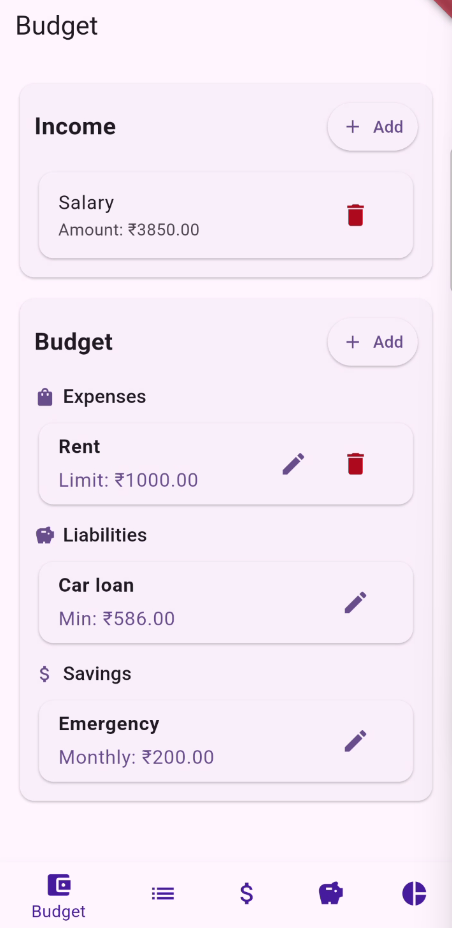 Budget
Income
+ Add
Salary
Amount: ₹3850.00
Budget
+ Add
Expenses
Rent
Limit: ₹1000.00
Liabilities
Car loan
Min: ₹586.00
$ Savings
Emergency
Monthly: ₹200.00
$
Budget